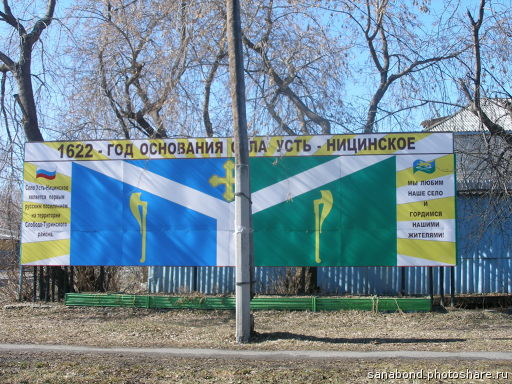 1622 - ГОД ОСНОВАНИЯ СЕЛА УСТЬ - НИЦИНСКОЕ
Село Усть-Ницинское
является первым
русским поселением
на территории
Слободо-Туринского
района.
МЫ ЛЮБИМ
НАШЕ СЕЛО
И
ГОРДИМСЯ
НАШИМИ
ЖИТЕЛЯМИ!
sanabond.photoshare.ru